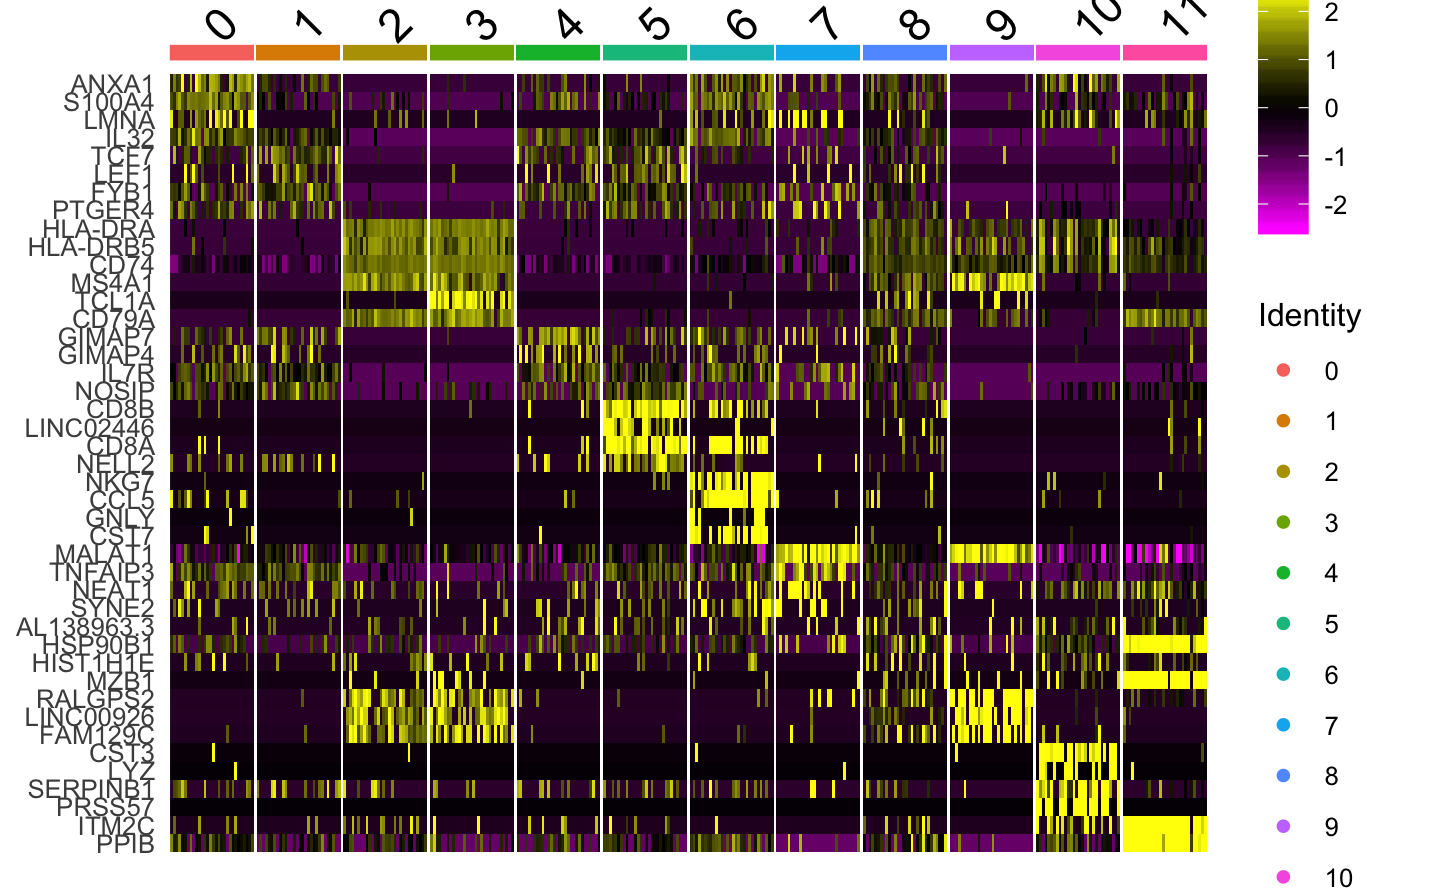 0 1 2 3 4 5 6 7 8 9 10 11
ANXA1
S100A4
LMNA
IL32
TCF7
LEF1
FYB1
PTGER4
HLA-DRA
HLA-DRB5
CD74
MS4A1
TCL1A
CD79A
GIMAP7
GIMAP4
IL7R
NOSIP
CD8B
LINC02446
CD8A
NELL2
NKG7
CCL5
GNLY
CST7
MALAT1
TNFAIP3
NEAT1
SYNE2
AL138963.3
HSP90B1
HIST1H1E
MZB1
RALGPS2
LINC00926
FAM129C
CST3
LYZ
SERPINB1
PRSS57
ITM2C
PPIB
2
1
0
-1
-2
Identity
0
1
2
3
4
5
6
7
8
9
10